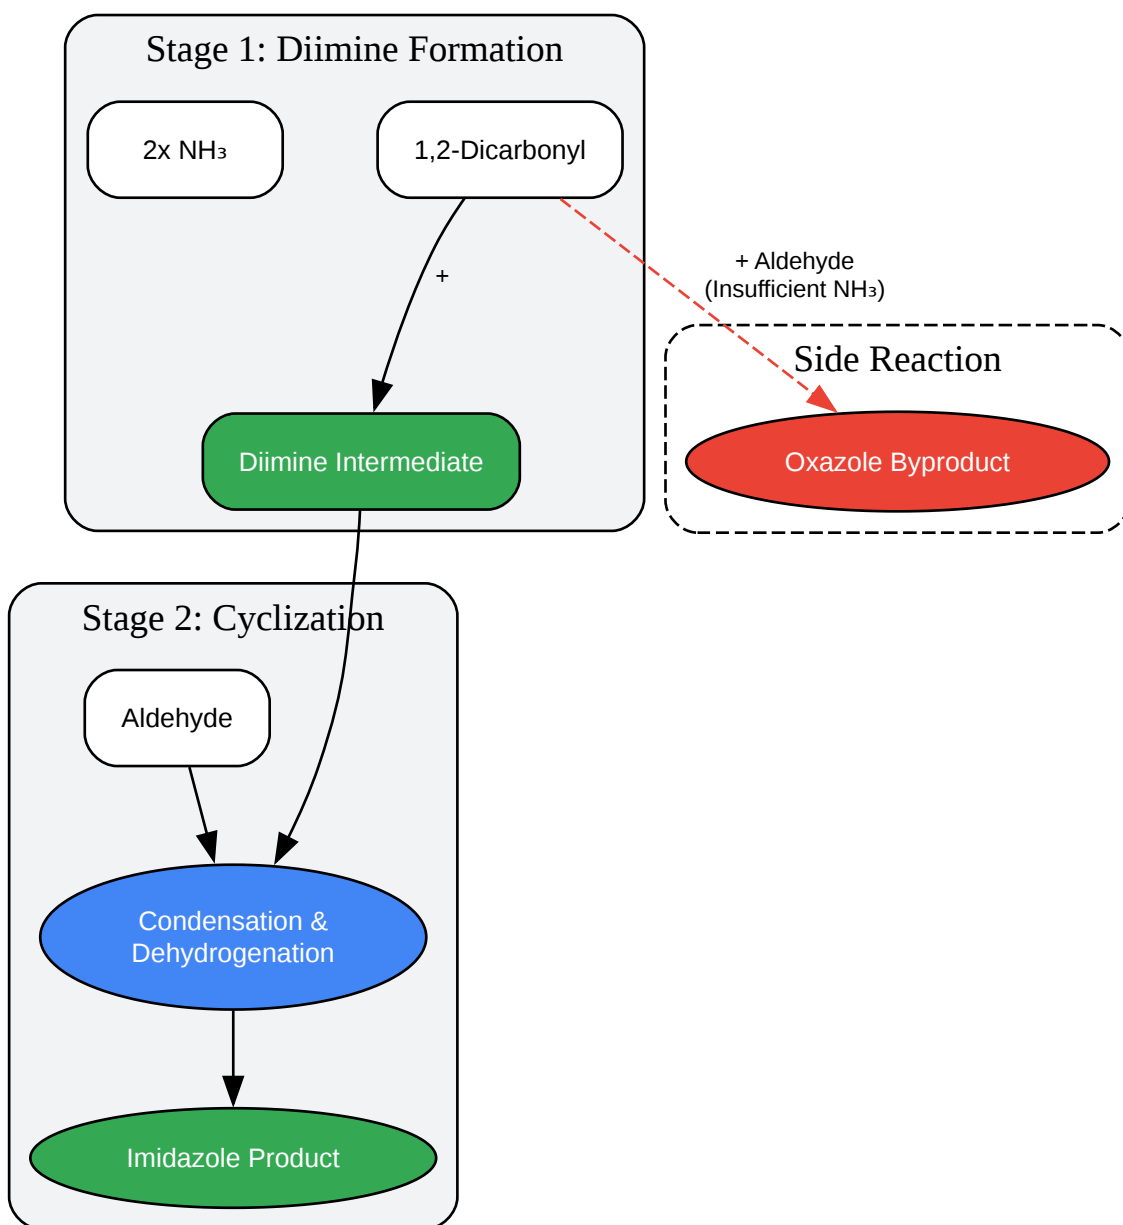 Stage 1: Diimine Formation
2x NH₃
1,2-Dicarbonyl
+
+ Aldehyde
(Insufficient NH₃)
Side Reaction
Diimine Intermediate
Oxazole Byproduct
Stage 2: Cyclization
Aldehyde
Condensation &
Dehydrogenation
Imidazole Product